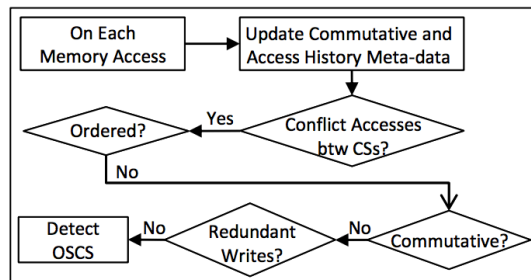 On Each
Memory Access
Update Commutative and
Access History Meta-data
Ordered?
Yes
Conflict Accesses
btw CSs?
No
Detect
OSCS
No
Redundant
Writes?
No
Commutative?